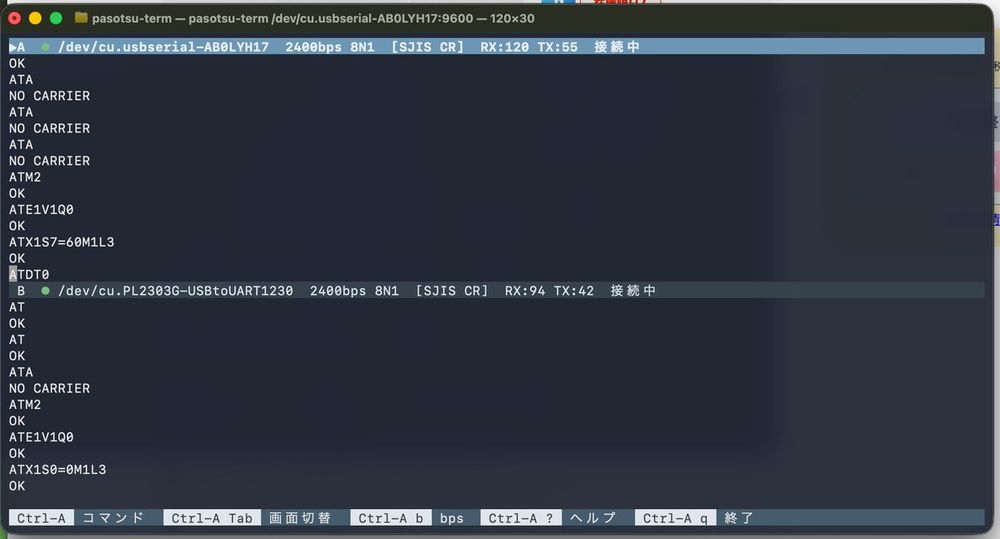 pasotsu-term — pasotsu-term /dev/cu.usbserial-AB0LYH17:9600 — 120×30
▶A ● /dev/cu.usbserial-AB0LYH17 2400bps 8N1 [SJIS CR] RX:120 TX:55 接続中
OK
ATA
NO CARRIER
ATA
NO CARRIER
ATA
NO CARRIER
ATM2
OK
ATE1V1Q0
OK
ATX1S7=60M1L3
OK
ATDT0
B ● /dev/cu.PL2303G-USBtoUART1230 2400bps 8N1 [SJIS CR] RX:94 TX:42 接続中
AT
OK
AT
OK
ATA
NO CARRIER
ATM2
OK
ATE1V1Q0
OK
ATX1S0=0M1L3
OK
Ctrl-A コマンド Ctrl-A Tab 画面切替 Ctrl-A b bps Ctrl-A ? ヘルプ Ctrl-A q 終了